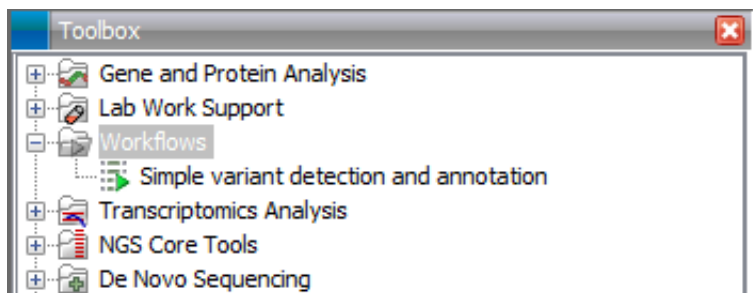 Toolbox
Gene and Protein Analysis
Lab Work Support
Workflows
Simple variant detection and annotation
Transcriptomics Analysis
NGS Core Tools
De Novo Sequencing